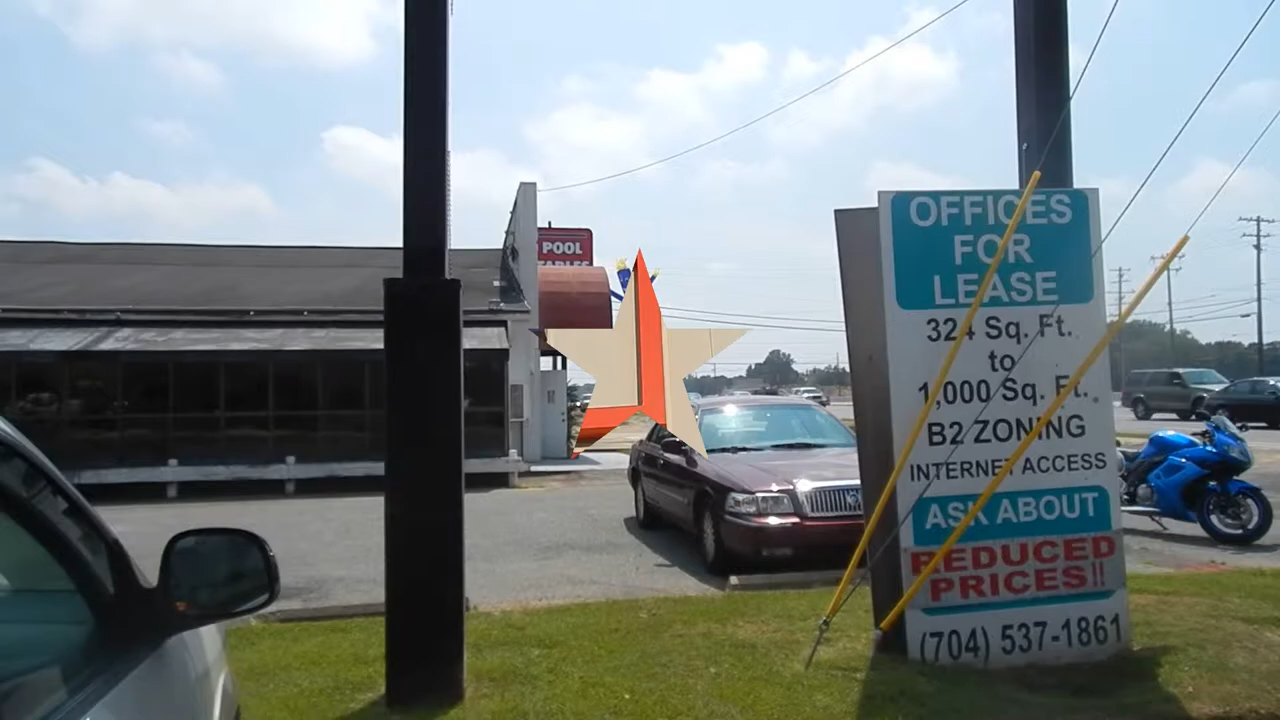 POOL
TABLES
OFFICES
FOR
LEASE
324 Sq. Ft.
to
1,000 Sq. Ft.
B2 ZONING
INTERNET ACCESS
ASK ABOUT
REDUCED
PRICES!!
(704) 537-1861